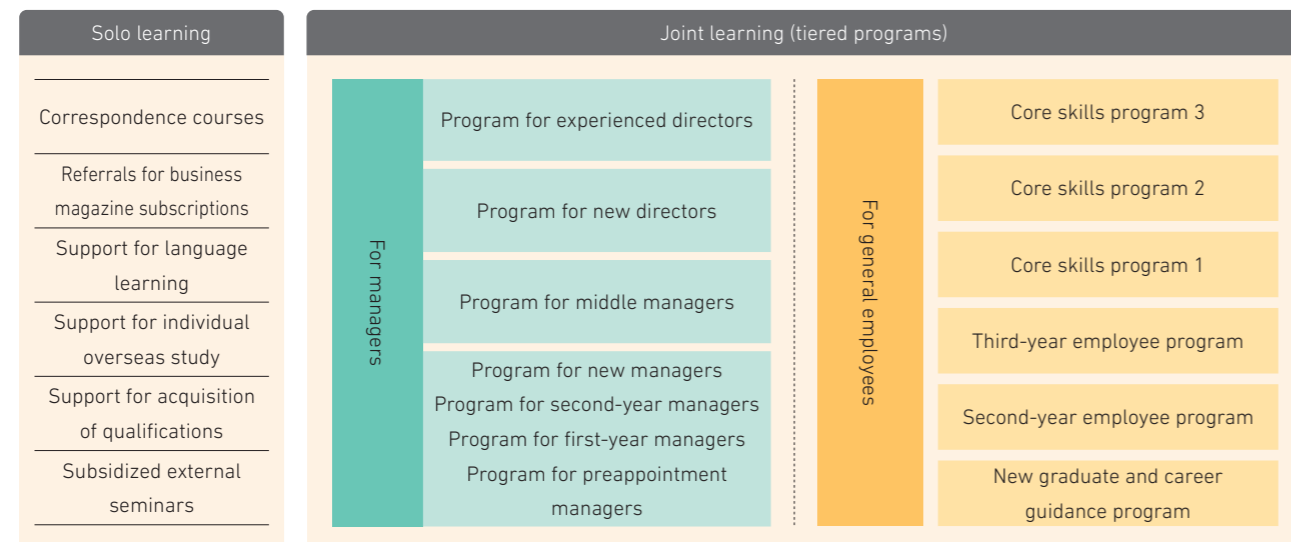 Solo learning
Correspondence courses
Referrals for business
magazine subscriptions
Support for language
learning
Support for individual
overseas study
Support for acquisition
of qualifications
Subsidized external
seminars
Joint learning (tiered programs)
For managers
Program for experienced directors
Program for new directors
Program for middle managers
Program for new managers
Program for second-year managers
Program for first-year managers
Program for preappointment
managers
For general employees
Core skills program 3
Core skills program 2
Core skills program 1
Third-year employee program
Second-year employee program
New graduate and career
guidance program